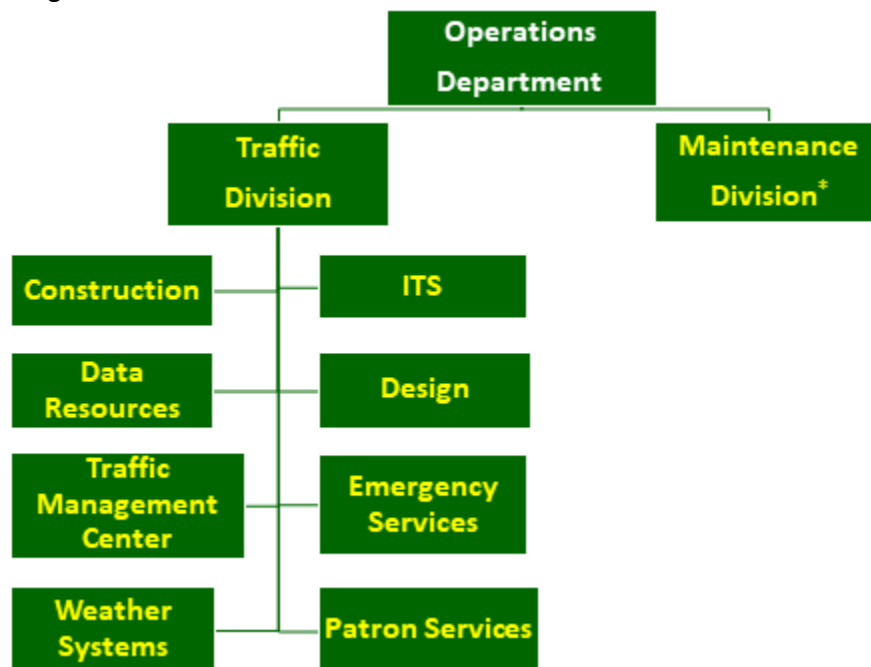 Operations
Department
Traffic
Division
Maintenance
Division*
Construction
ITS
Data
Resources
Design
Traffic
Management
Center
Emergency
Services
Weather
Systems
Patron Services